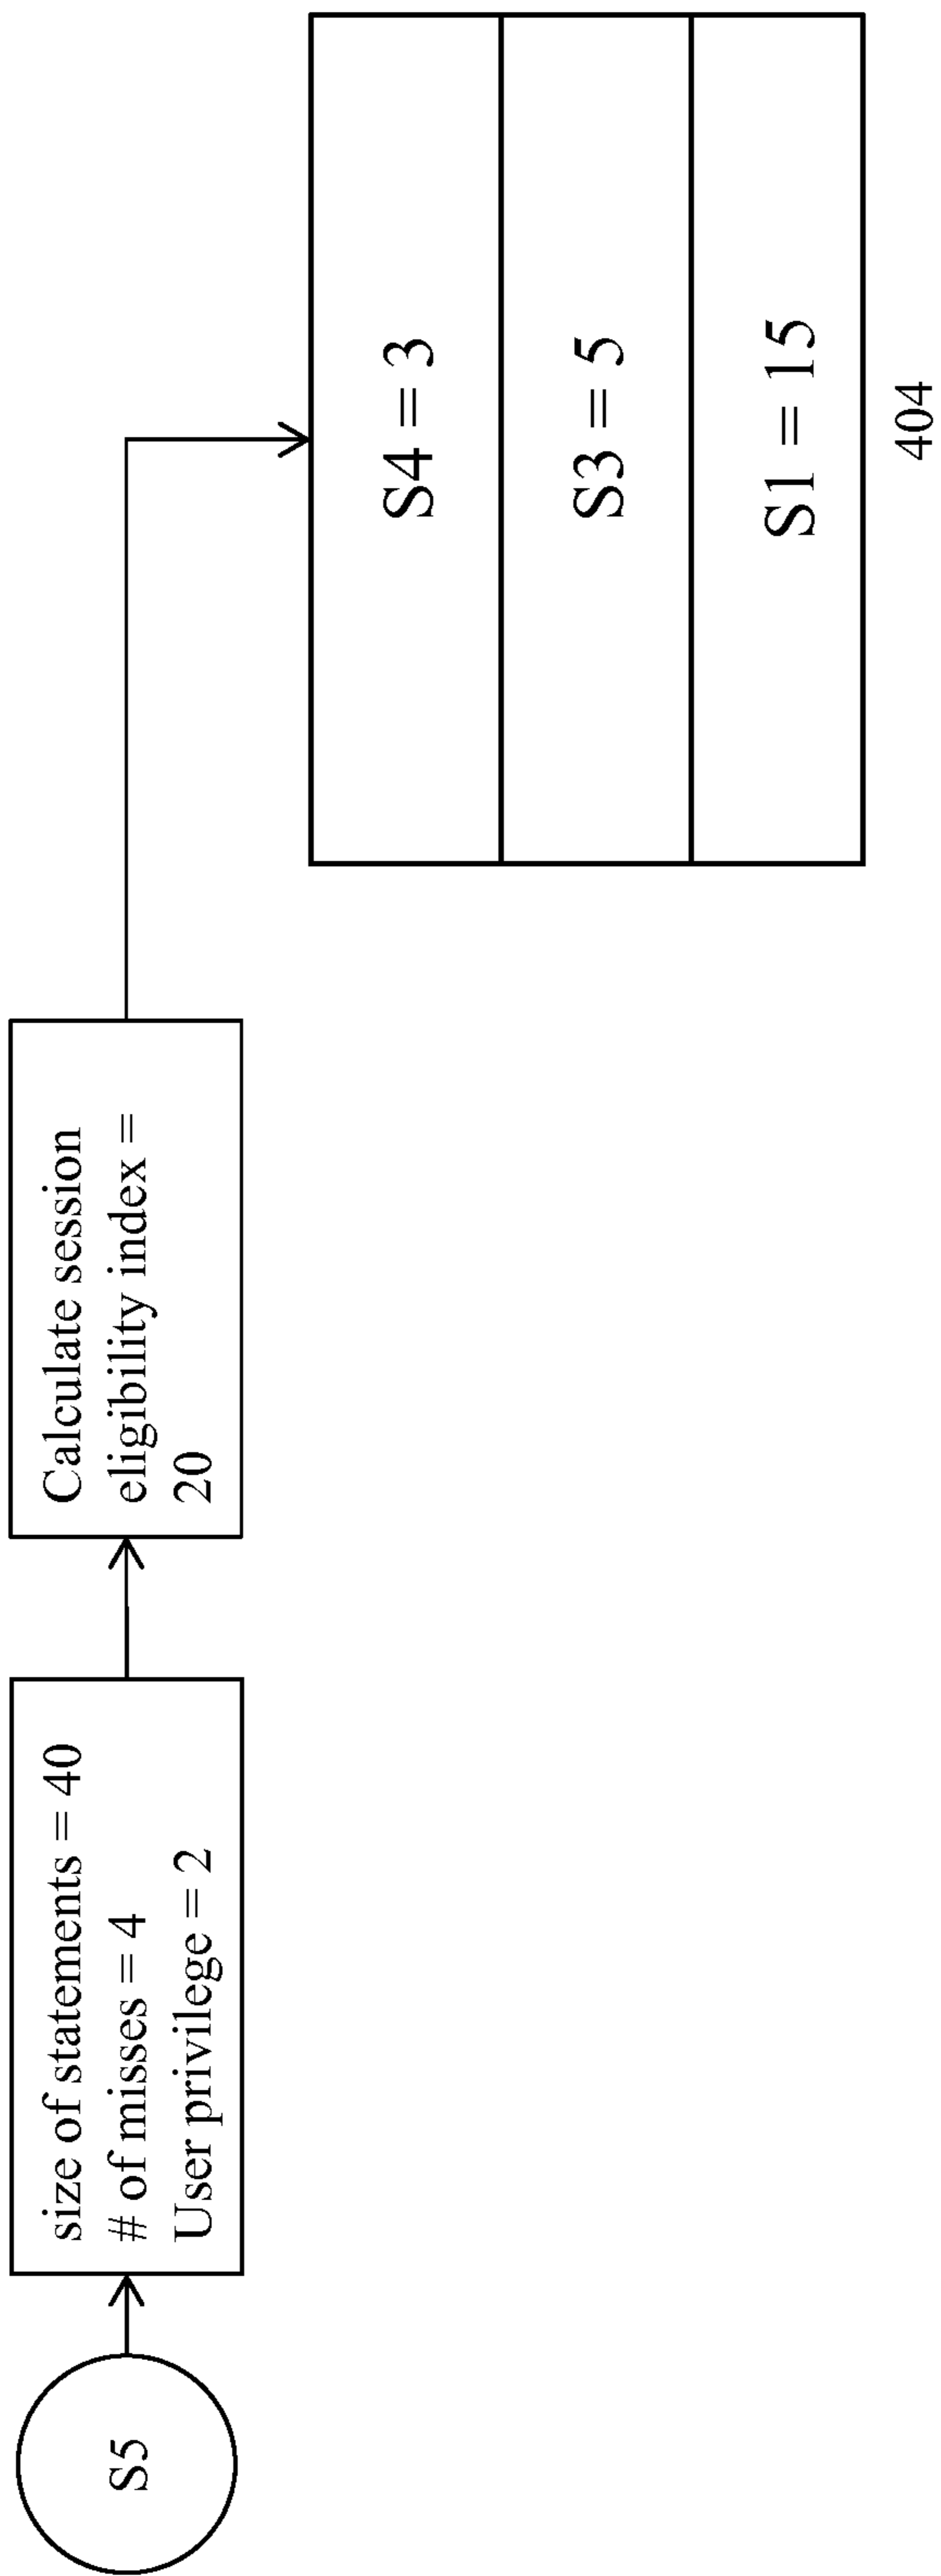 S5
size of statements = 40
# of misses = 4
User privilege = 2
Calculate session
eligibility index =
20
S4 = 3
S3 = 5
S1 = 15
404